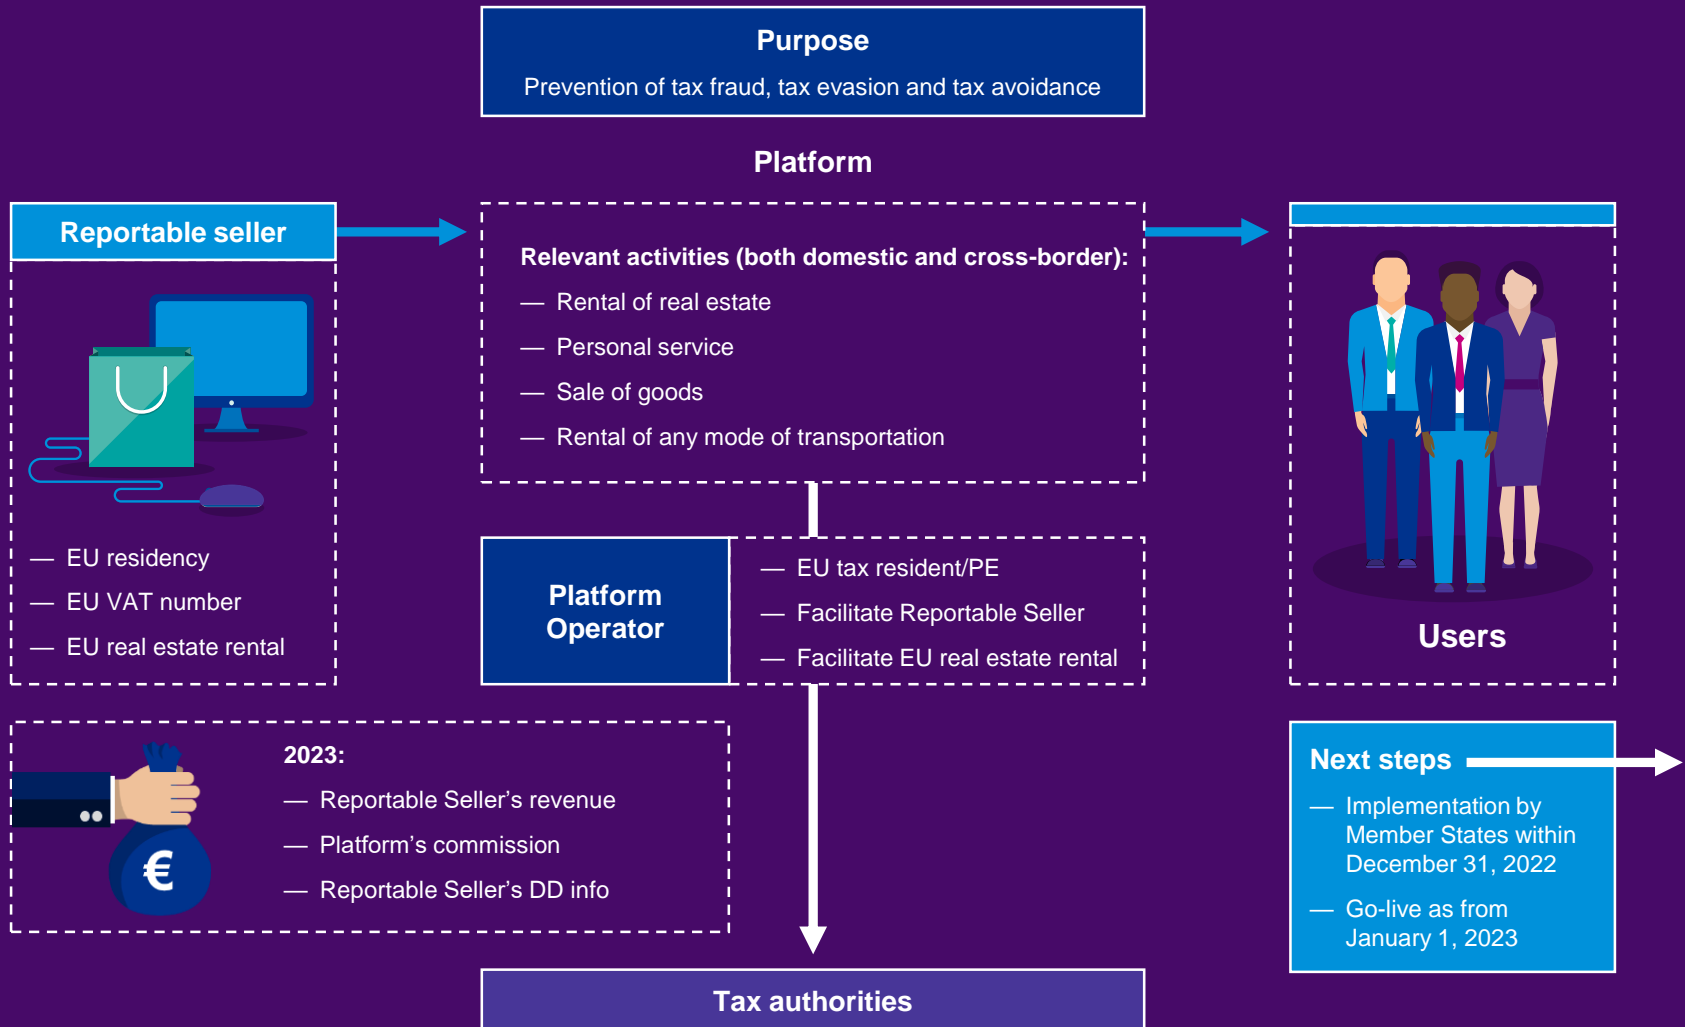 Purpose
Prevention of tax fraud, tax evasion and tax avoidance
Platform
Reportable seller
— EU residency
— EU VAT number
— EU real estate rental
Relevant activities (both domestic and cross-border):
— Rental of real estate
— Personal service
— Sale of goods
— Rental of any mode of transportation
Platform
Operator
— EU tax resident/PE
— Facilitate Reportable Seller
— Facilitate EU real estate rental
Users
€
2023:
— Reportable Seller’s revenue
— Platform’s commission
— Reportable Seller’s DD info
Next steps
— Implementation by
Member States within
December 31, 2022
— Go-live as from
January 1, 2023
Tax authorities